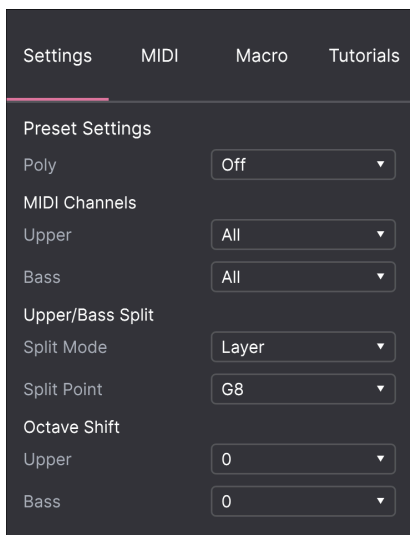 Settings MIDI Macro Tutorials
Preset Settings
Poly Off
MIDI Channels
Upper All
Bass All
Upper/Bass Split
Split Mode Layer
Split Point G8
Octave Shift
Upper 0
Bass 0